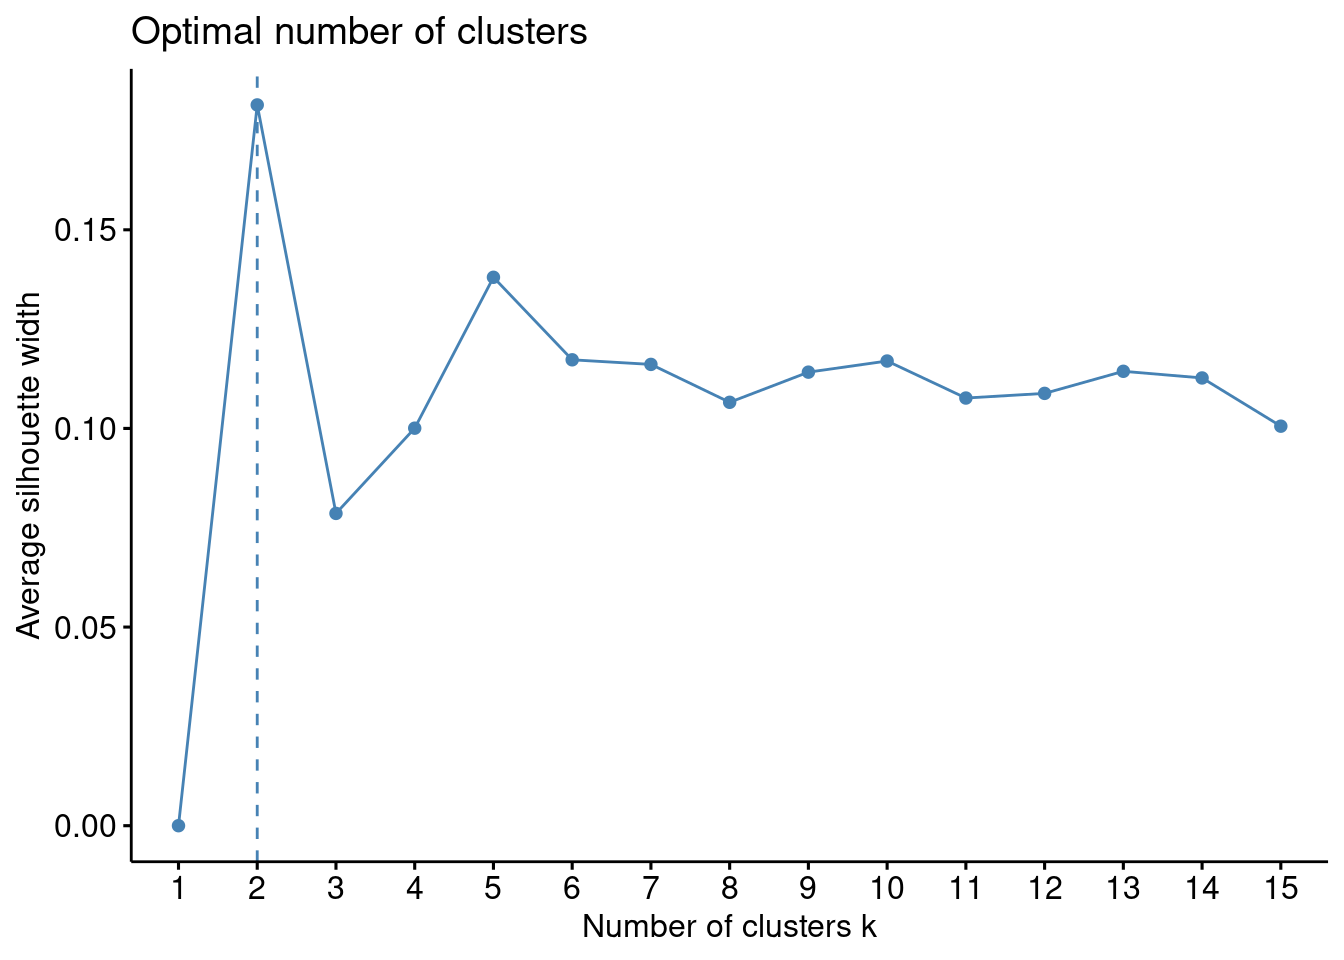 Optimal number of clusters
Average silhouette width
0.15
0.10
0.05
0.00
1 2 3 4 5 6 7 8 9 10 11 12 13 14 15
Number of clusters k